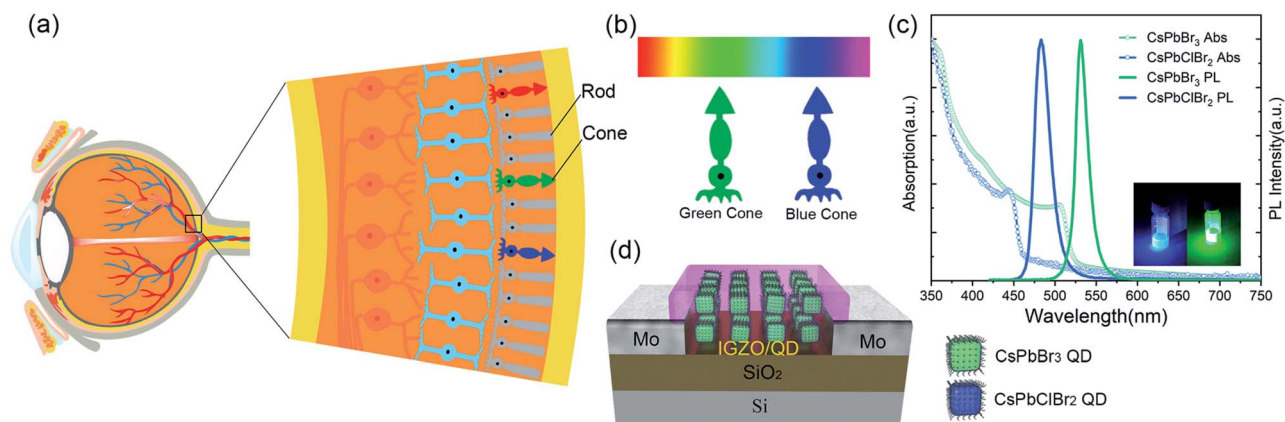 (a)
Rod
Cone
(b)
Green Cone
Blue Cone
(c)
Absorption(a.u.)
PL Intensity(a.u.)
CsPbBr₃ Abs
CsPbClBr₂ Abs
CsPbBr₃ PL
CsPbClBr₂ PL
350 400 450 500 550 600 650 700 750
Wavelength(nm)
(d)
Mo
Mo
IGZO/QD
SiO₂
Si
CsPbBr₃ QD
CsPbClBr₂ QD